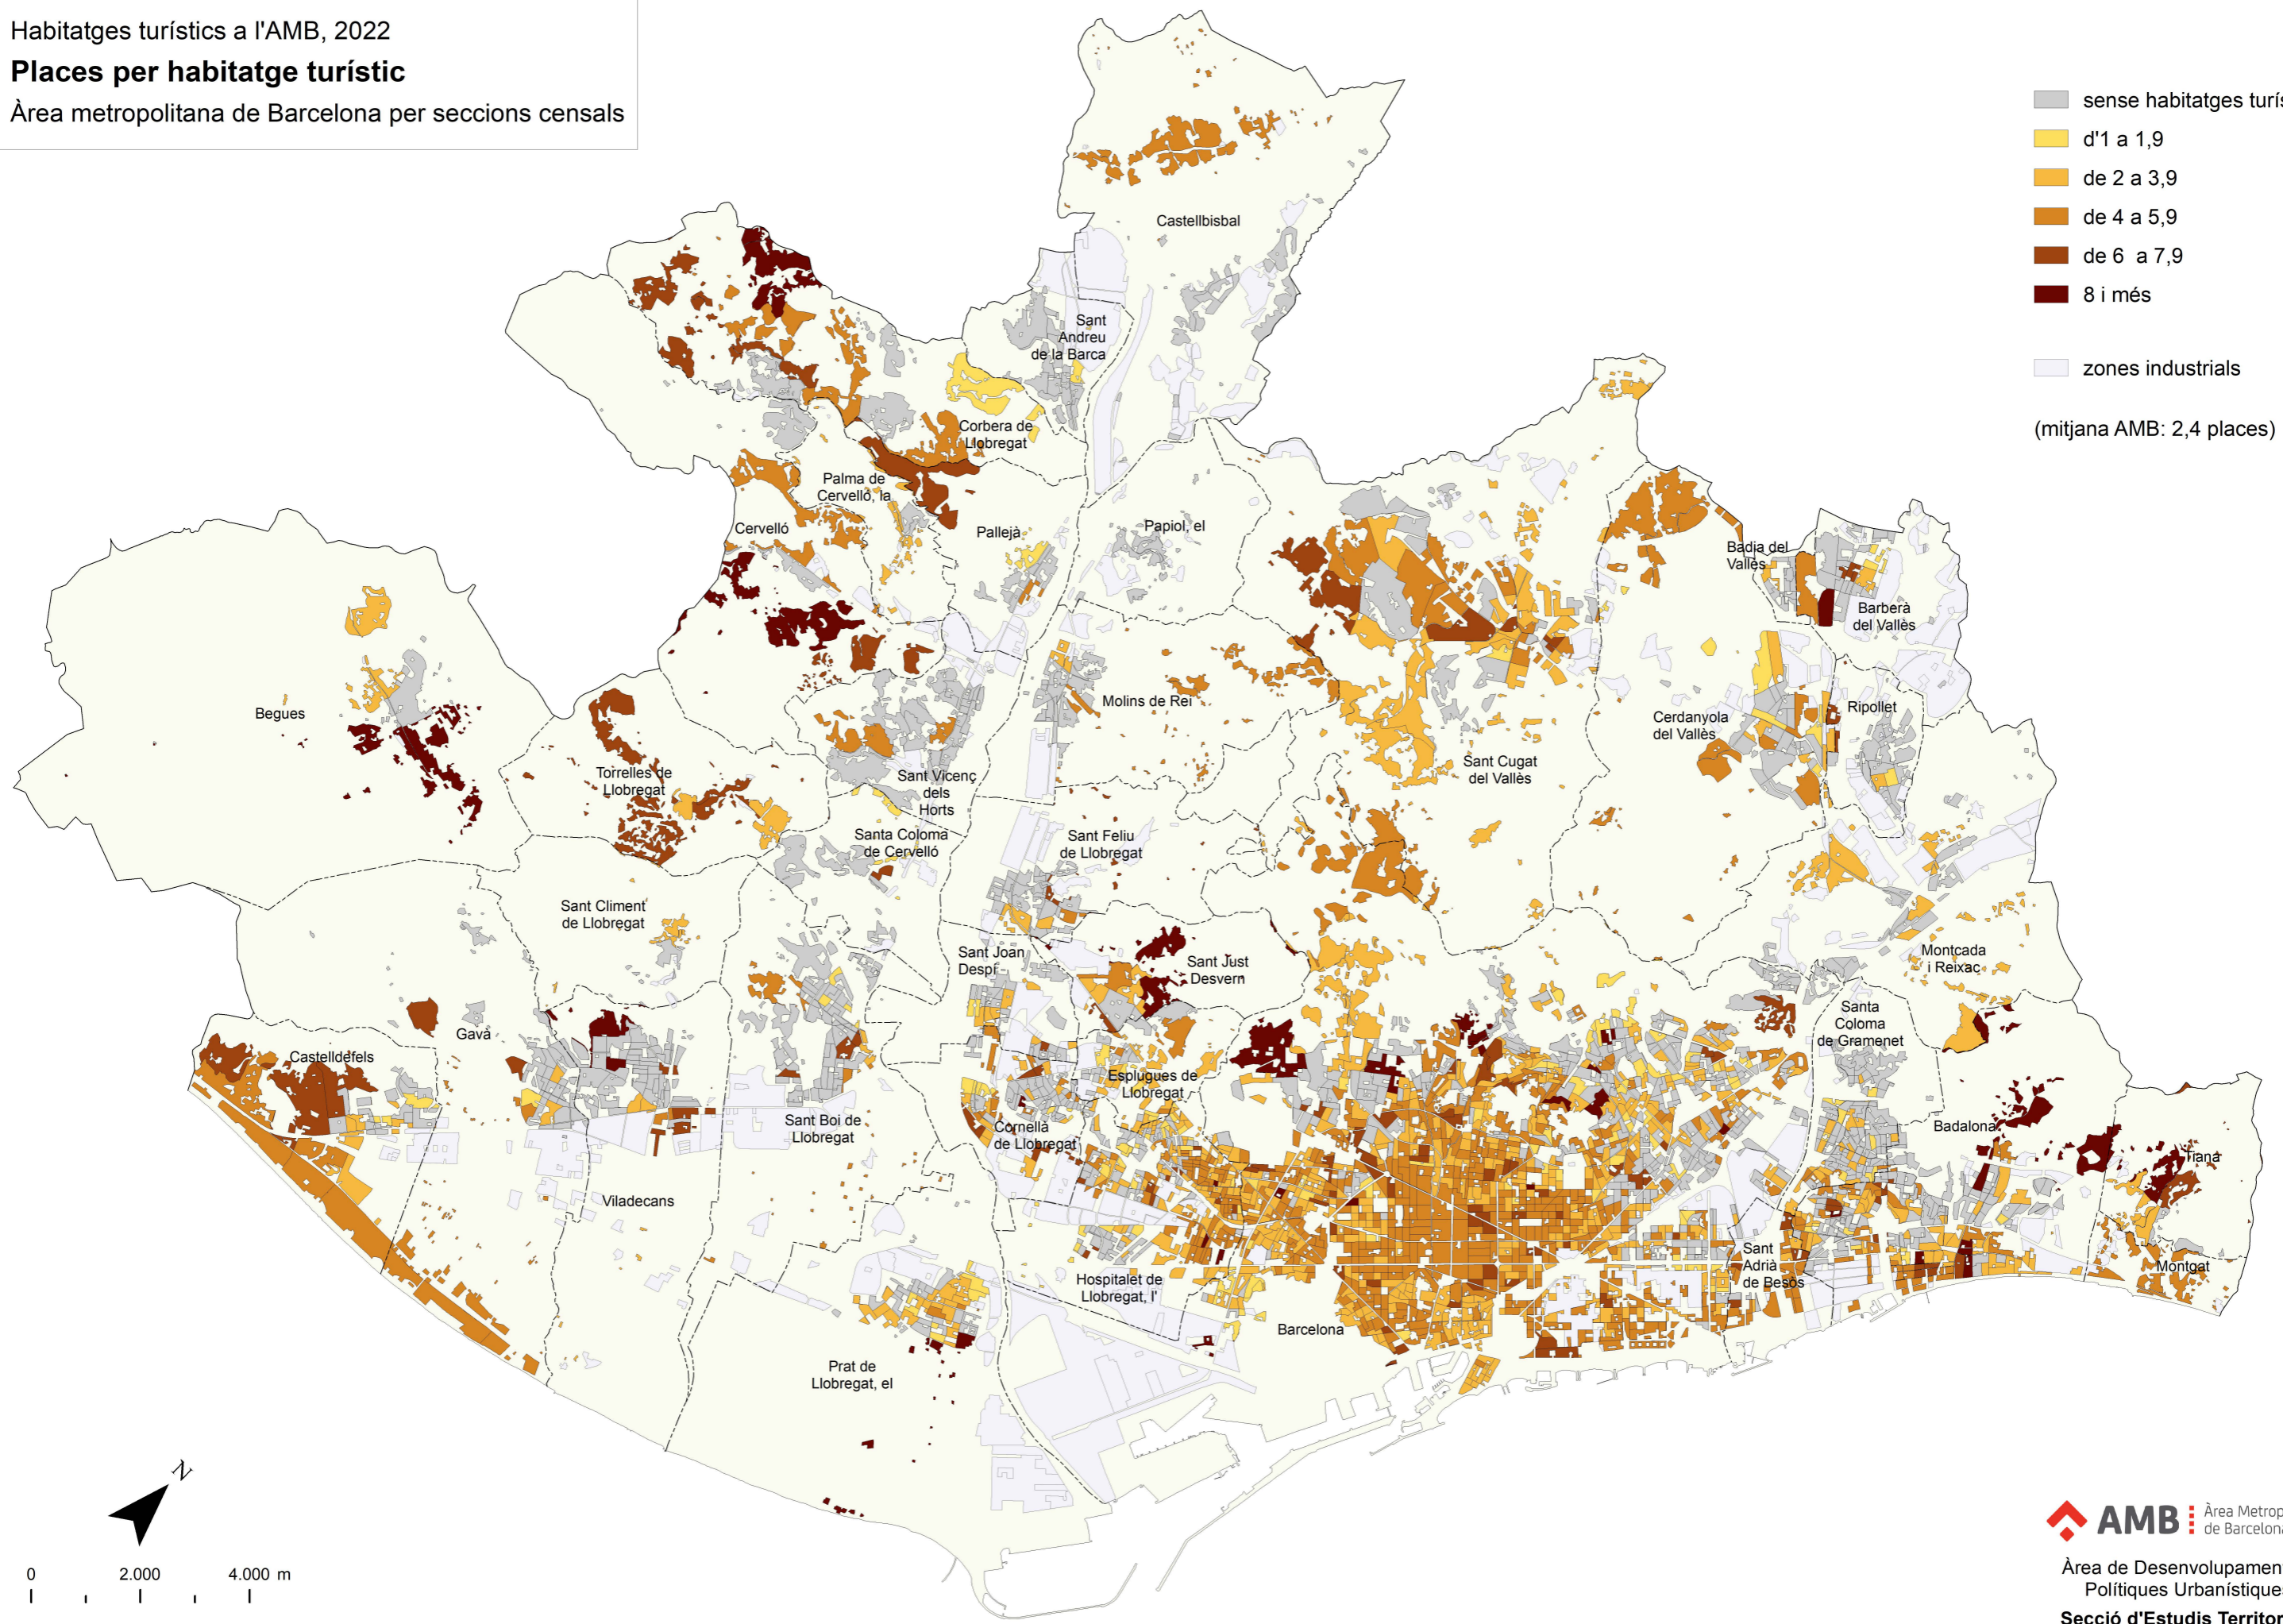 Habitatges turístics a l'AMB, 2022
Places per habitatge turístic
Àrea metropolitana de Barcelona per seccions censals
sense habitatges
d'1 a 1,9
de 2 a 3,9
de 4 a 5,9
de 6 a 7,9
8 i més
zones industrials
(mitjana AMB: 2,4 places)
Castellbisbal
Sant
Andreu
de la Barca
Corbera de
Llobregat
Palma de
Cervelló, la
Cervelló
Pallejà
Papiol, el
Badia del
Vallès
Barberà
del Vallès
Begues
Molins de Rei
Ripollet
Cerdanyola
del Vallès
Torrelles de
Llobregat
Sant Vicenç
dels
Horts
Sant Cugat
del Vallès
Santa Coloma
de Cervelló
Sant Feliu
de Llobregat
Sant Climent
de Llobregat
Sant Joan
Despí
Sant Just
Desvern
Montcada
i Reixac
Santa
Coloma
de Gramenet
Gavà
Castelldefels
Esplugues de
Llobregat
Sant Boi de
Llobregat
Cornellà
de Llobregat
Badalona
Tiana
Viladecans
Sant
Adrià
de Besòs
Montgat
Hospitalet de
Llobregat, l'
Barcelona
Prat de
Llobregat, el
N
0 2.000 4.000 m
AMB
Àrea
de Barcelona
Àrea de
Polítiques
Secció d'Estudis